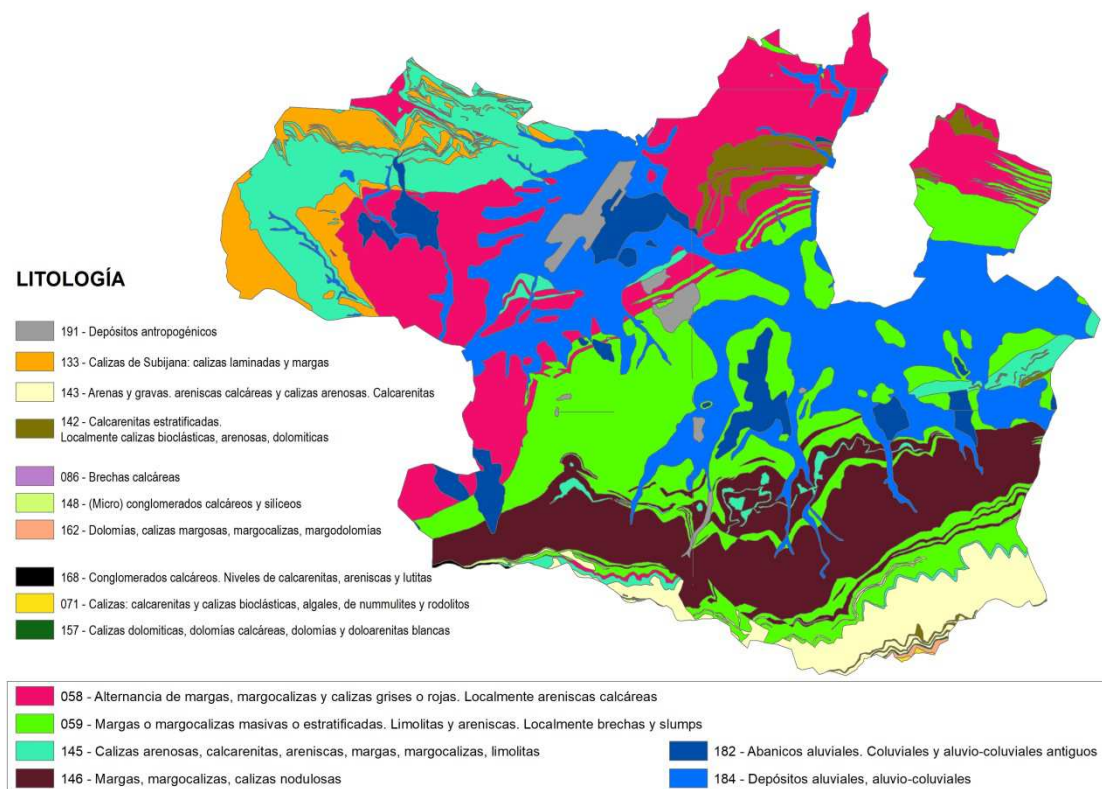 LITOLOGÍA
191 - Depósitos antropogénicos
133 - Calizas de Subijana: calizas laminadas y margas
143 - Arenas y gravas. areniscas calcáreas y calizas arenosas. Calcarenitas
142 - Calcarenitas estratificadas.
Localmente calizas bioclásticas, arenosas, dolomíticas
086 - Brechas calcáreas
148 - (Micro) conglomerados calcáreos y silíceos
162 - Dolomías, calizas margosas, margocalizas, margodolomías
168 - Conglomerados calcáreos. Niveles de calcarenitas, areniscas y lutitas
071 - Calizas: calcarenitas y calizas bioclásticas, algales, de nummulites y rodolitos
157 - Calizas dolomiticas, dolomías calcáreas, dolomías y doloarenitas blancas
058 - Alternancia de margas, margocalizas y calizas grises o rojas. Localmente areniscas calcáreas
059 - Margas o margocalizas masivas o estratificadas. Limolitas y areniscas. Localmente brechas y slumps
145 - Calizas arenosas, calcarenitas, areniscas, margas, margocalizas, limolitas
146 - Margas, margocalizas, calizas nodulosas
182 - Abanicos aluviales. Coluviales y aluvio-coluviales antiguos
184 - Depósitos aluviales, aluvio-coluviales